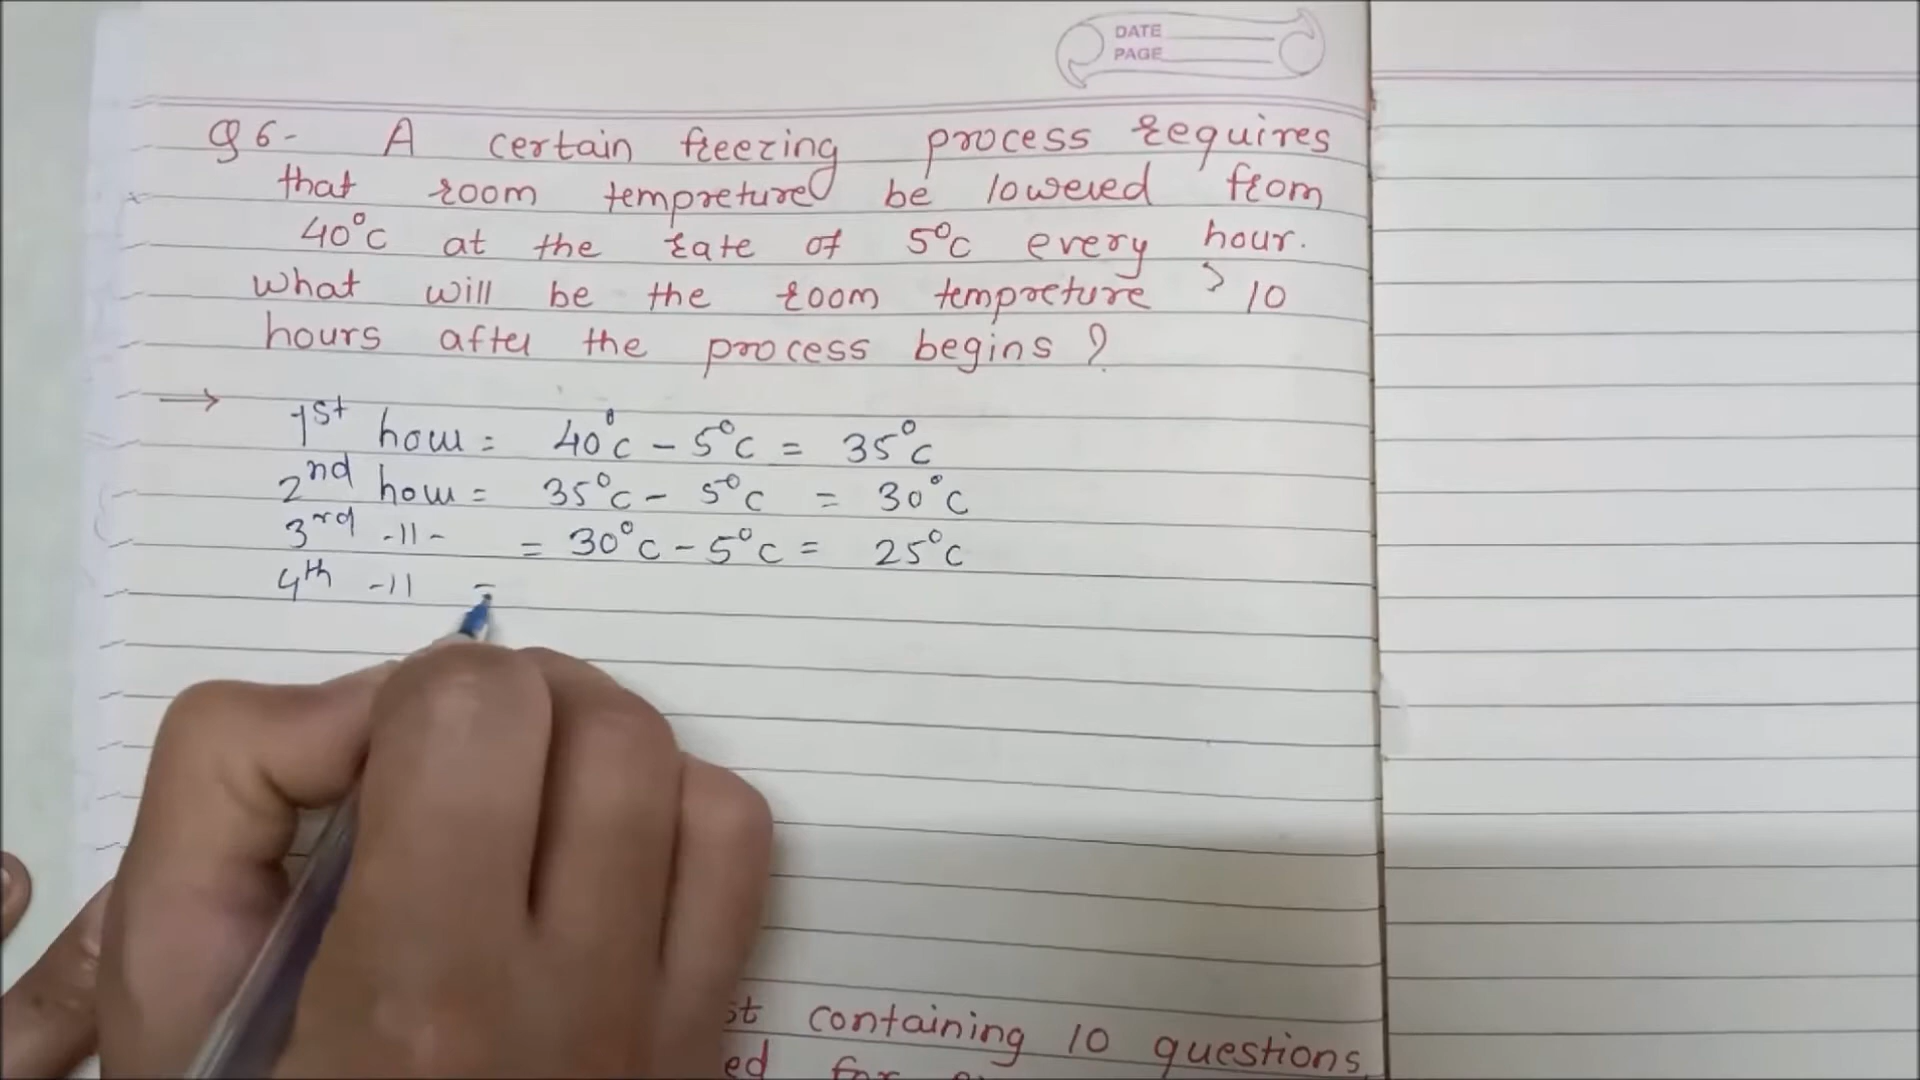 DATE
PAGE
Q6- A certain freezing process requires
that room tempreture be lowered from
40°C at the rate of 5°C every hour.
what will be the room tempreture 10
hours after the process begins ?
→ 1st hour = 40°C - 5°C = 35°C
2nd hour = 35°C - 5°C = 30°C
3rd -11- = 30°C - 5°C = 25°C
4th -11 -
containing 10 questions